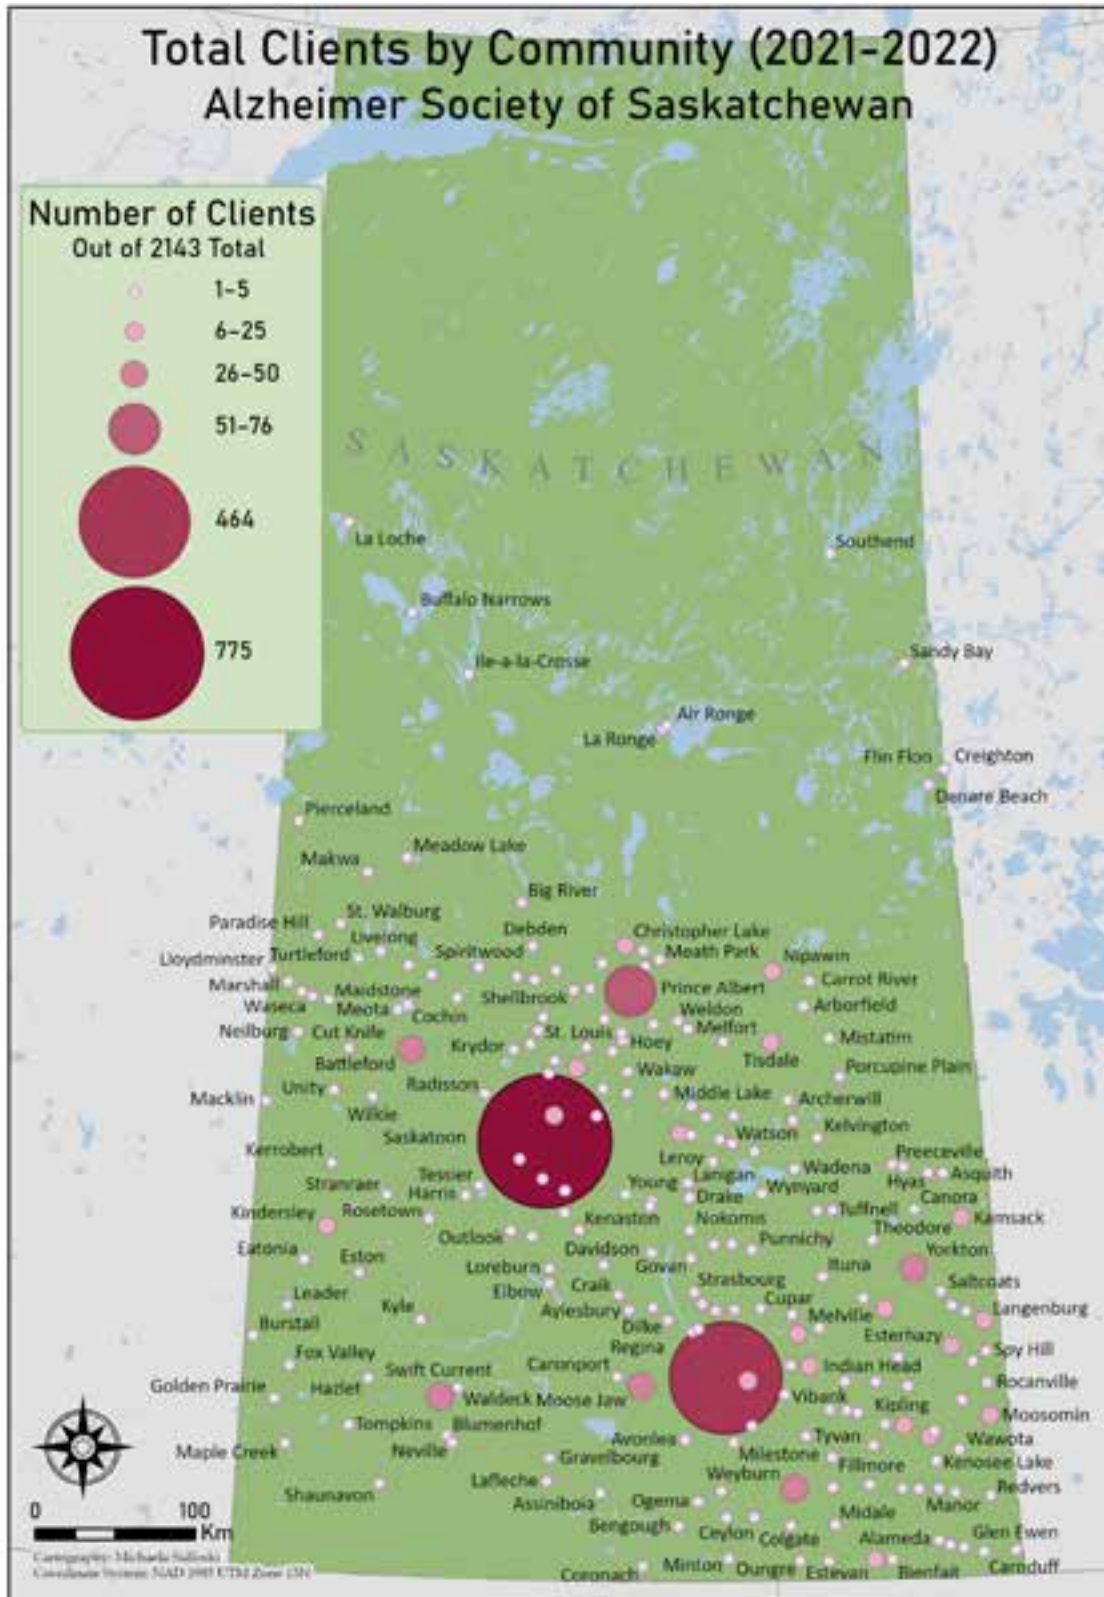 Total Clients by Community (2021-2022)
Alzheimer Society of Saskatchewan
Number of Clients
Out of 2143 Total
1-5
6-25
26-50
51-76
464
775
SASKATCHEWAN
La Loche
Southend
Buffalo Narrows
Ile-a-la-Crosse
Sandy Bay
Air Ronge
La Ronge
Flin Flon Creighton
Denare Beach
Pierceland
Meadow Lake
Makwa
Big River
St. Walburg
Paradise Hill
Debden
Christopher Lake
Livelong
Spiritwood
Meath Park
Turtleford
Lloydminster
Nipawin
Marshall
Carrot River
Maidstone
Shellbrook
Prince Albert
Waseca
Meota
Weldon
Arborfield
Cochin
Neilburg
Cut Knife
St. Louis
Melfort
Mistatim
Krydor
Hoey
Battleford
Tisdale
Wakaw
Porcupine Plain
Unity
Radisson
Middle Lake
Macklin
Archerwill
Wilkie
Saskatoon
Watson
Kelvington
Kerrobert
Preeceville
Leroy
Wadena
Tessier
Lanigan
Hyas
Asquith
Stranraer
Harris
Young
Wynyard
Drake
Canora
Rosetown
Tuffnell
Kindersley
Kenaston
Nokomis
Theodore
Kamsack
Outlook
Punnichy
Eatonia
Eston
Davidson
Yorkton
Loreburn
Govan
Ituna
Strasbourg
Saltcoats
Elbow
Craik
Leader
Cupar
Kyle
Aylesbury
Melville
Langenburg
Burstall
Dilke
Esterhazy
Regina
Spy Hill
Fox Valley
Swift Current
Caronport
Indian Head
Golden Prairie
Hazlet
Waldeck
Moose Jaw
Vibank
Rocanville
Kipling
Moosomin
Tompkins
Blumenhof
Avonlea
Tyvan
Wawota
Maple Creek
Neville
Gravelbourg
Milestone
Fillmore
Kenosee Lake
Lafleche
Weyburn
Shaunavon
Assiniboia
Ogema
Midale
Manor
Redvers
Bengough
Ceylon
Colgate
Alameda
Glen Ewen
Coronach
Minton
Dungre
Estevan
Bienfait
Carnduff
0 100
Km
Coordinate System: NAD 1983 UTM Zone 13N